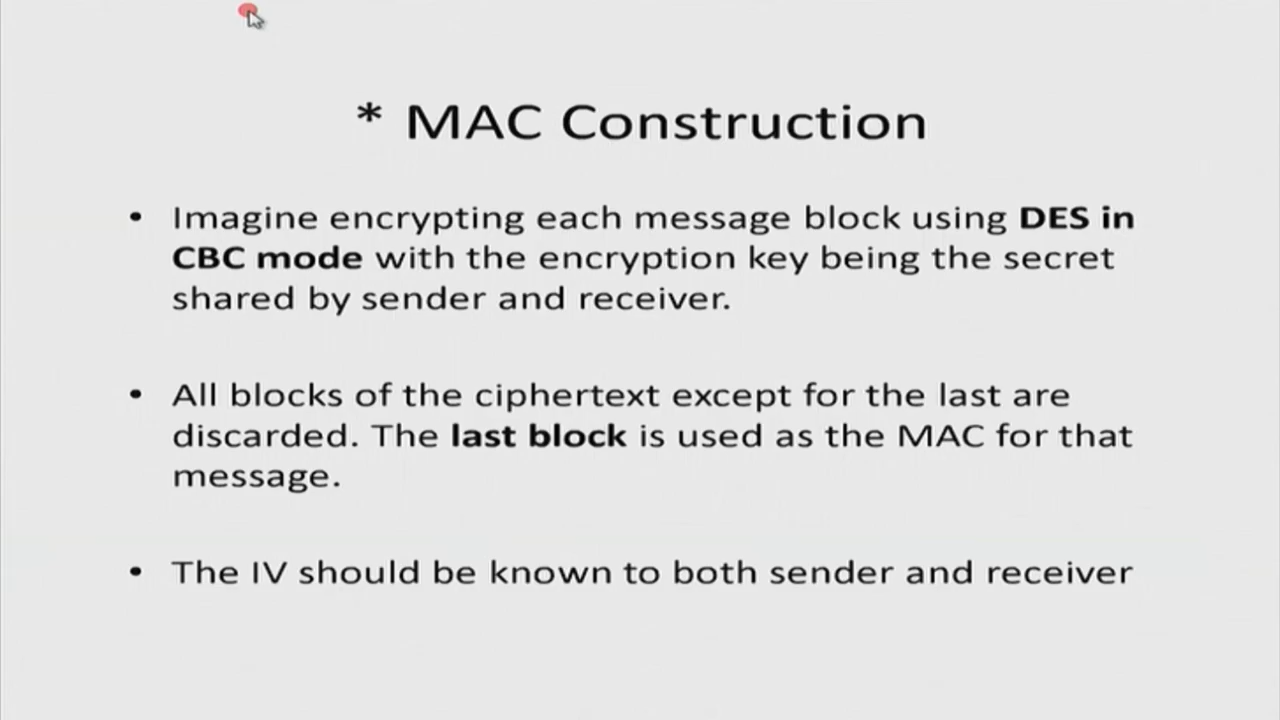 * MAC Construction
• Imagine encrypting each message block using DES in
CBC mode with the encryption key being the secret
shared by sender and receiver.
• All blocks of the ciphertext except for the last are
discarded. The last block is used as the MAC for that
message.
• The IV should be known to both sender and receiver